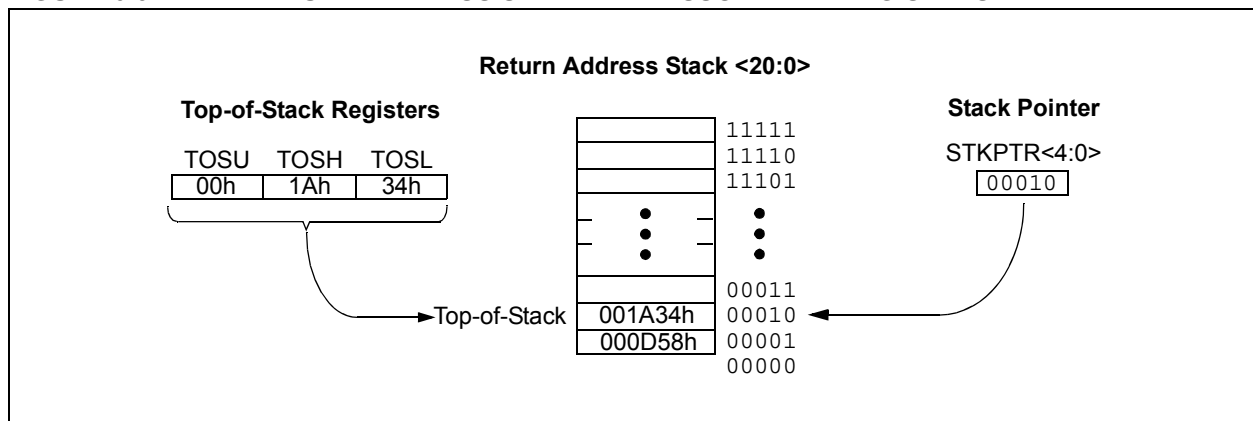 Return Address Stack <20:0>
Top-of-Stack Registers
Stack Pointer
TOSU TOSH TOSL
STKPTR<4:0>
00h 1Ah 34h
00010
11111
11110
11101
00011
Top-of-Stack 001A34h 00010
000D58h 00001
00000